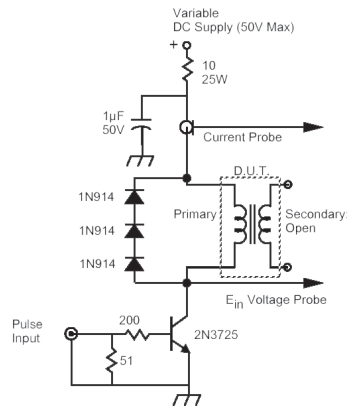 Variable
DC Supply (50V Max)
+
10
25W
1µF
50V
Current Probe
D.U.T.
1N914
1N914
1N914
Primary
Secondary:
Open
Ein Voltage Probe
Pulse
Input
200
2N3725
51